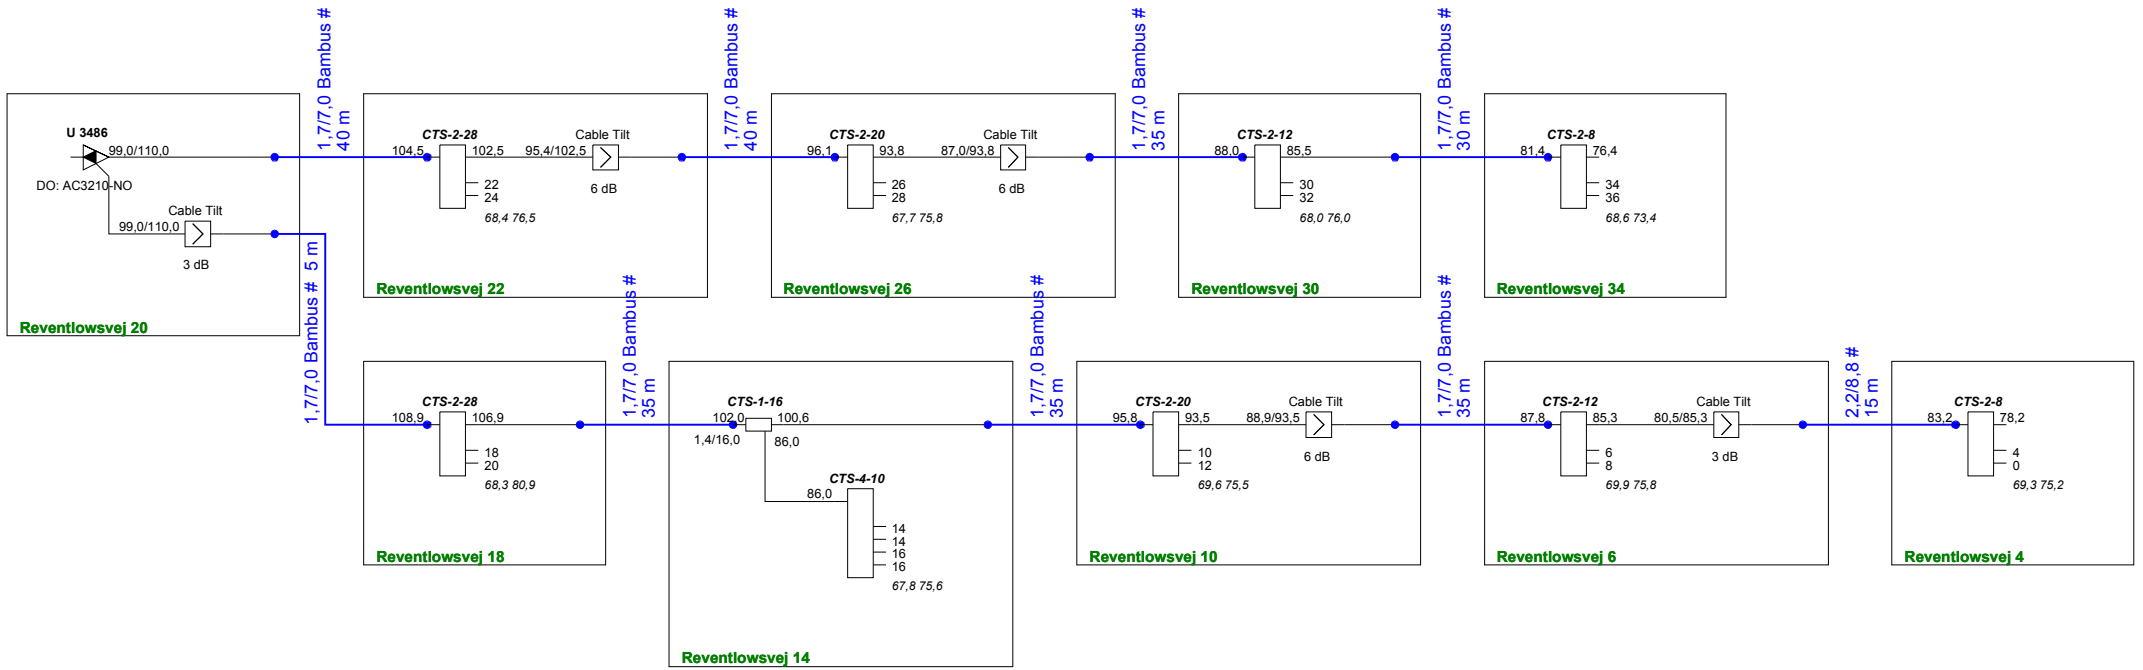 U 3486
99,0/110,0
DO: AC3210-NO
Cable Tilt
99,0/110,0
3 dB
Reventlowsvej 20
1,7/7,0 Bambus #
40 m
CTS-2-28
104,5
102,5
22
24
68,4 76,5
Cable Tilt
95,4/102,5
6 dB
Reventlowsvej 22
1,7/7,0 Bambus #
40 m
CTS-2-20
96,1
93,8
26
28
67,7 75,8
Cable Tilt
87,0/93,8
6 dB
Reventlowsvej 26
1,7/7,0 Bambus #
35 m
CTS-2-12
88,0
85,5
30
32
68,0 76,0
Reventlowsvej 30
1,7/7,0 Bambus #
30 m
CTS-2-8
81,4
76,4
34
36
68,6 73,4
Reventlowsvej 34
1,7/7,0 Bambus # 5 m
CTS-2-28
108,9
106,9
18
20
68,3 80,9
Reventlowsvej 18
1,7/7,0 Bambus #
35 m
CTS-1-16
102,0
100,6
1,4/16,0
86,0
CTS-4-10
86,0
14
14
16
16
67,8 75,6
Reventlowsvej 14
1,7/7,0 Bambus #
35 m
CTS-2-20
95,8
93,5
10
12
69,6 75,5
Cable Tilt
88,9/93,5
6 dB
Reventlowsvej 10
1,7/7,0 Bambus #
35 m
CTS-2-12
87,8
85,3
6
8
69,9 75,8
Cable Tilt
80,5/85,3
3 dB
Reventlowsvej 6
2,2/8,8 #
15 m
CTS-2-8
83,2
78,2
4
0
69,3 75,2
Reventlowsvej 4